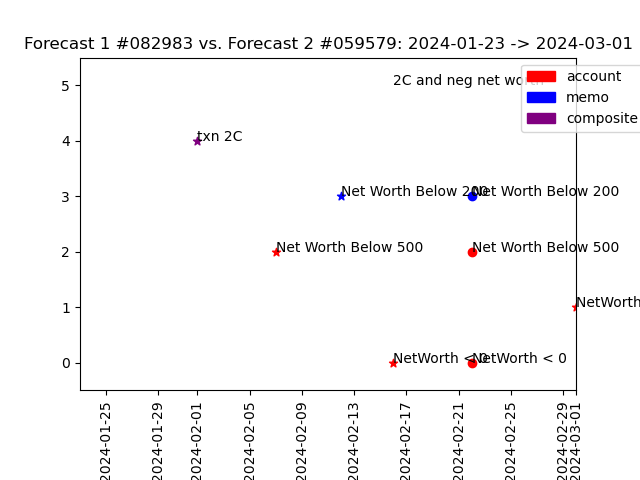 Forecast 1 #082983 vs. Forecast 2 #059579: 2024-01-23 -> 2024-03-01
5
4
3
2
1
0
2C and neg net
account
memo
composite
txn 2C
Net Worth Below 200
Net Worth Below 200
Net Worth Below 500
Net Worth Below 500
NetWorth
NetWorth < 0
NetWorth < 0
2024-01-25
2024-01-29
2024-02-01
2024-02-05
2024-02-09
2024-02-13
2024-02-17
2024-02-21
2024-02-25
2024-02-29
2024-03-01